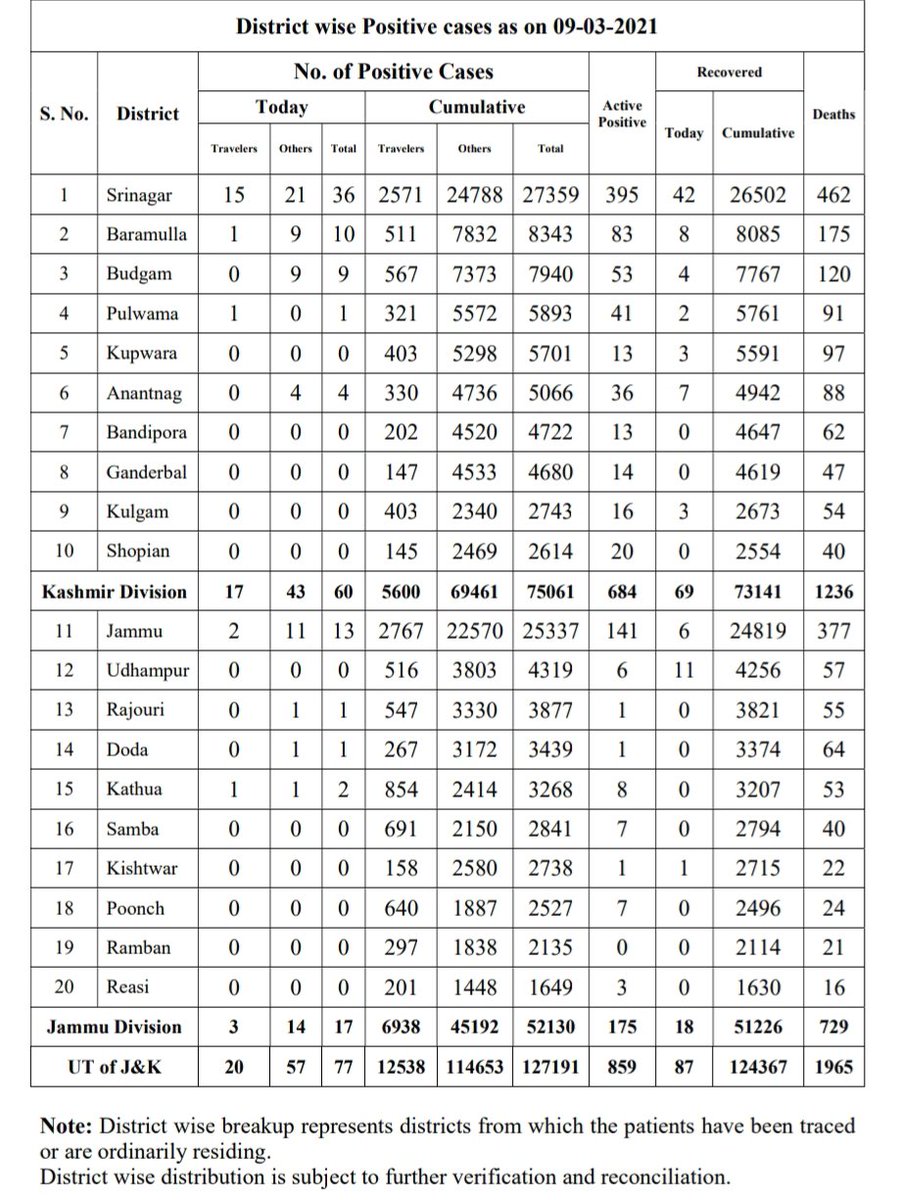 District wise Positive cases as on 09-03-2021
S. No. District No. of Positive Cases Active Positive Recovered Deaths
Today Cumulative Today Cumulative
Travelers Others Total Travelers Others Total
1 Srinagar 15 21 36 2571 24788 27359 395 42 26502 462
2 Baramulla 1 9 10 511 7832 8343 83 8 8085 175
3 Budgam 0 9 9 567 7373 7940 53 4 7767 120
4 Pulwama 1 0 1 321 5572 5893 41 2 5761 91
5 Kupwara 0 0 0 403 5298 5701 13 3 5591 97
6 Anantnag 0 4 4 330 4736 5066 36 7 4942 88
7 Bandipora 0 0 0 202 4520 4722 13 0 4647 62
8 Ganderbal 0 0 0 147 4533 4680 14 0 4619 47
9 Kulgam 0 0 0 403 2340 2743 16 3 2673 54
10 Shopian 0 0 0 145 2469 2614 20 0 2554 40
Kashmir Division 17 43 60 5600 69461 75061 684 69 73141 1236
11 Jammu 2 11 13 2767 22570 25337 141 6 24819 377
12 Udhampur 0 0 0 516 3803 4319 6 11 4256 57
13 Rajouri 0 1 1 547 3330 3877 1 0 3821 55
14 Doda 0 1 1 267 3172 3439 1 0 3374 64
15 Kathua 1 1 2 854 2414 3268 8 0 3207 53
16 Samba 0 0 0 691 2150 2841 7 0 2794 40
17 Kishtwar 0 0 0 158 2580 2738 1 1 2715 22
18 Poonch 0 0 0 640 1887 2527 7 0 2496 24
19 Ramban 0 0 0 297 1838 2135 0 0 2114 21
20 Reasi 0 0 0 201 1448 1649 3 0 1630 16
Jammu Division 3 14 17 6938 45192 52130 175 18 51226 729
UT of J&K 20 57 77 12538 114653 127191 859 87 124367 1965
Note: District wise breakup represents districts from which the patients have been traced
or are ordinarily residing.
District wise distribution is subject to further verification and reconciliation.